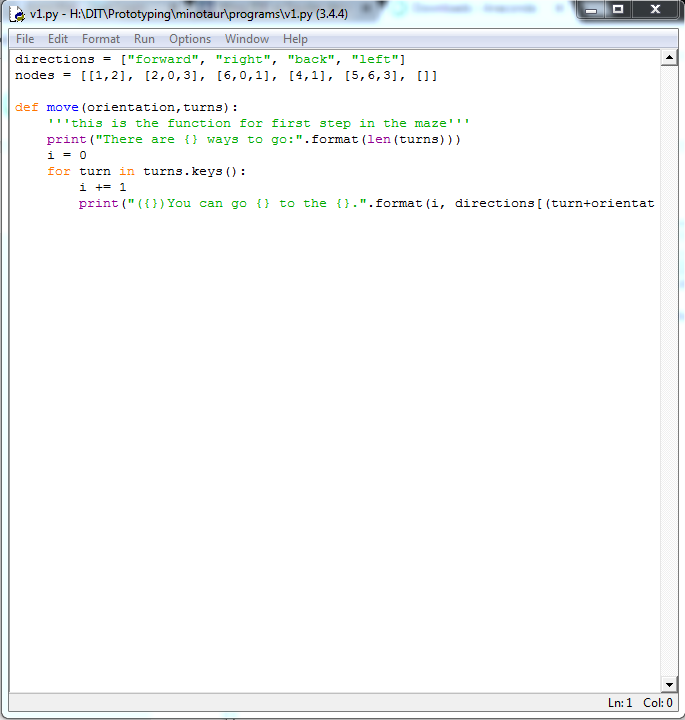 v1.py - H:\DIT\Prototyping\minotaur\programs\v1.py (3.4.4)
File Edit Format Run Options Window Help
directions = ["forward", "right", "back", "left"]
nodes = [[1,2], [2,0,3], [6,0,1], [4,1], [5,6,3], []]
def move(orientation,turns):
    '''this is the function for first step in the maze'''
    print("There are {} ways to go:".format(len(turns)))
    i = 0
    for turn in turns.keys():
        i += 1
        print("({})You can go {} to the {}.".format(i, directions[(turn+orientat
Ln: 1 Col: 0